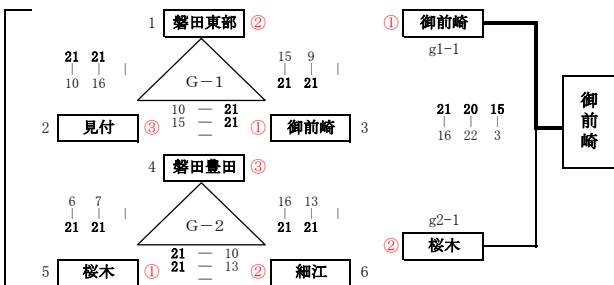 1 磐田東部 ②
① 御前崎
g1-1
21 21
| | |
10 16
15 9
| | |
21 21
G-1
10 — 21
15 — 21
—
2 見付 ③
① 御前崎 3
21 20 15
| | |
16 22 3
御前崎
4 磐田豊田 ③
6 7
| | |
21 21
16 13
| | |
21 21
G-2
21 — 10
21 — 13
—
g2-1
② 桜木
5 桜木 ①
② 細江 6